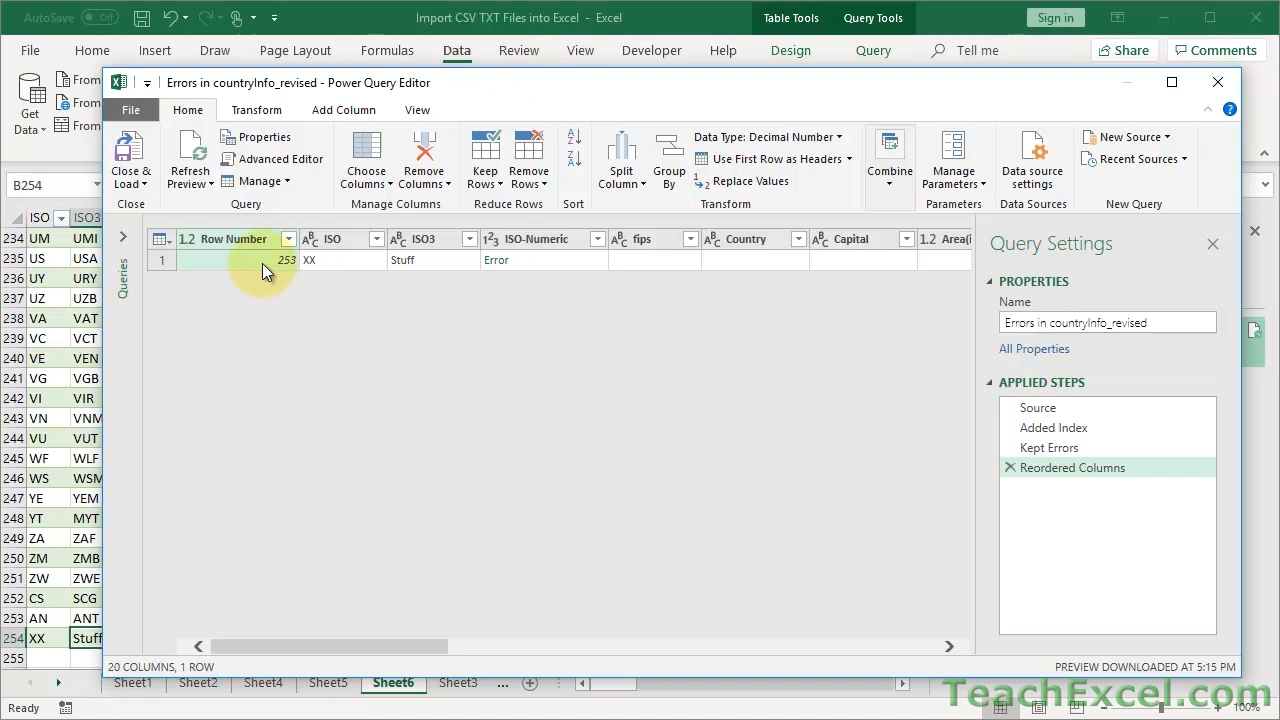 AutoSave Off
Import CSV TXT Files into Excel - Excel
Table Tools Query Tools
Sign in
File Home Insert Draw Page Layout Formulas Data Review View Developer Help Design Query Tell me
Share Comments
Get Data
From
From
From
Errors in countryInfo_revised - Power Query Editor
File Home Transform Add Column View
Close & Load
Close
Refresh Preview
Properties
Advanced Editor
Manage
Query
Choose Columns
Remove Columns
Manage Columns
Keep Rows
Remove Rows
Reduce Rows
Sort
Split Column
Group By
Data Type: Decimal Number
Use First Row as Headers
1 2 Replace Values
Transform
Combine
Manage Parameters
Parameters
Data source settings
Data Sources
New Source
Recent Sources
New Query
B254
ISO ISO3
234 UM UMI
235 US USA
236 UY URY
237 UZ UZB
238 VA VAT
239 VC VCT
240 VE VEN
241 VG VGB
242 VI VIR
243 VN VNM
244 VU VUT
245 WF WLF
246 WS WSM
247 YE YEM
248 YT MYT
249 ZA ZAF
250 ZM ZMB
251 ZW ZWE
252 CS SCG
253 AN ANT
254 XX Stuff
255
Queries
1.2 Row Number ABC ISO ABC ISO3 123 ISO-Numeric ABC fips ABC Country ABC Capital 1.2 Area(i
1 253 XX Stuff Error
Query Settings
PROPERTIES
Name
Errors in countryInfo_revised
All Properties
APPLIED STEPS
Source
Added Index
Kept Errors
Reordered Columns
20 COLUMNS, 1 ROW
PREVIEW DOWNLOADED AT 5:15 PM
Sheet1 Sheet2 Sheet4 Sheet5 Sheet6 Sheet3 ...
TeachExcel.com
Ready
100%